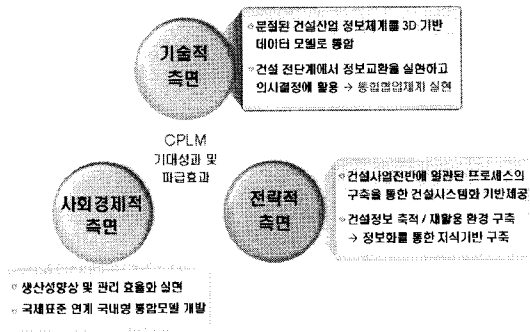 기술적
측면
분절된 건설산업 정보체계를 3D 기반
데이터 모델로 통합
건설 전단계에서 정보교환을 실현하고
의사결정에 활용 → 통합협업체계 실현
CPLM
기대성과 및
파급효과
사회경제적
측면
전략적
측면
건설사업전반에 일관된 프로세스의
구축을 통한 건설시스템화 기반제공
건설정보 축적 / 재활용 환경 구축
→ 정보화를 통한 지식기반 구축
생산성향상 및 관리 효율화 실현
국제표준 연계 국내형 통합모델 개발